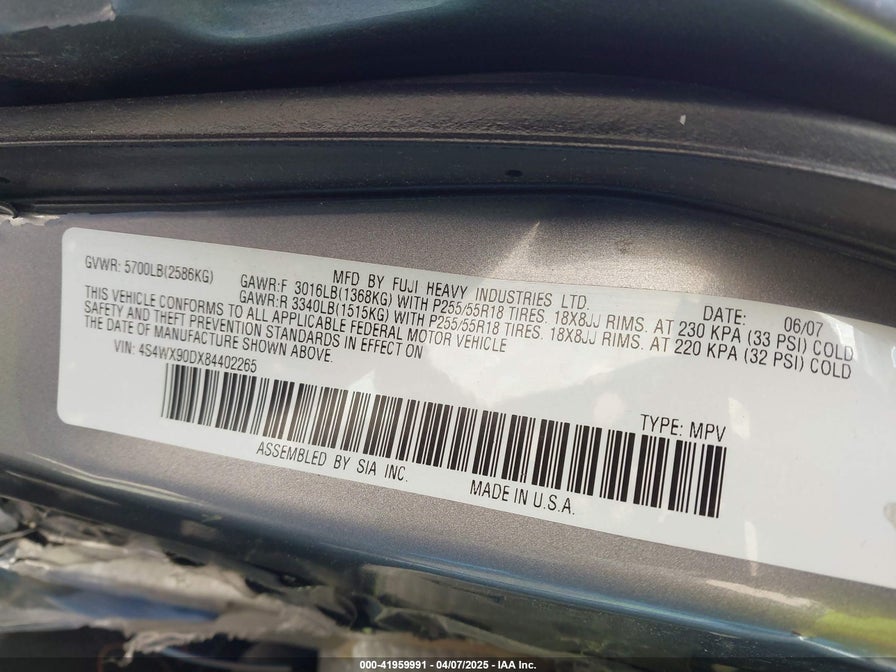 MFD BY FUJI HEAVY INDUSTRIES LTD. DATE: 06/07
GVWR: 5700LB(2586KG) GAWR:F 3016LB(1368KG) WITH P255/55R18 TIRES. 18X8JJ RIMS. AT 230 KPA (33 PSI) COLD
GAWR:R 3340LB(1515KG) WITH P255/55R18 TIRES. 18X8JJ RIMS. AT 220 KPA (32 PSI) COLD
THIS VEHICLE CONFORMS TO ALL APPLICABLE FEDERAL MOTOR VEHICLE
SAFETY AND THEFT PREVENTION STANDARDS IN EFFECT ON
THE DATE OF MANUFACTURE SHOWN ABOVE.
VIN: 4S4WX90DX84402265
TYPE: MPV
ASSEMBLED BY SIA INC.
MADE IN U.S.A.
000-41959991 - 04/07/2025 - IAA Inc.